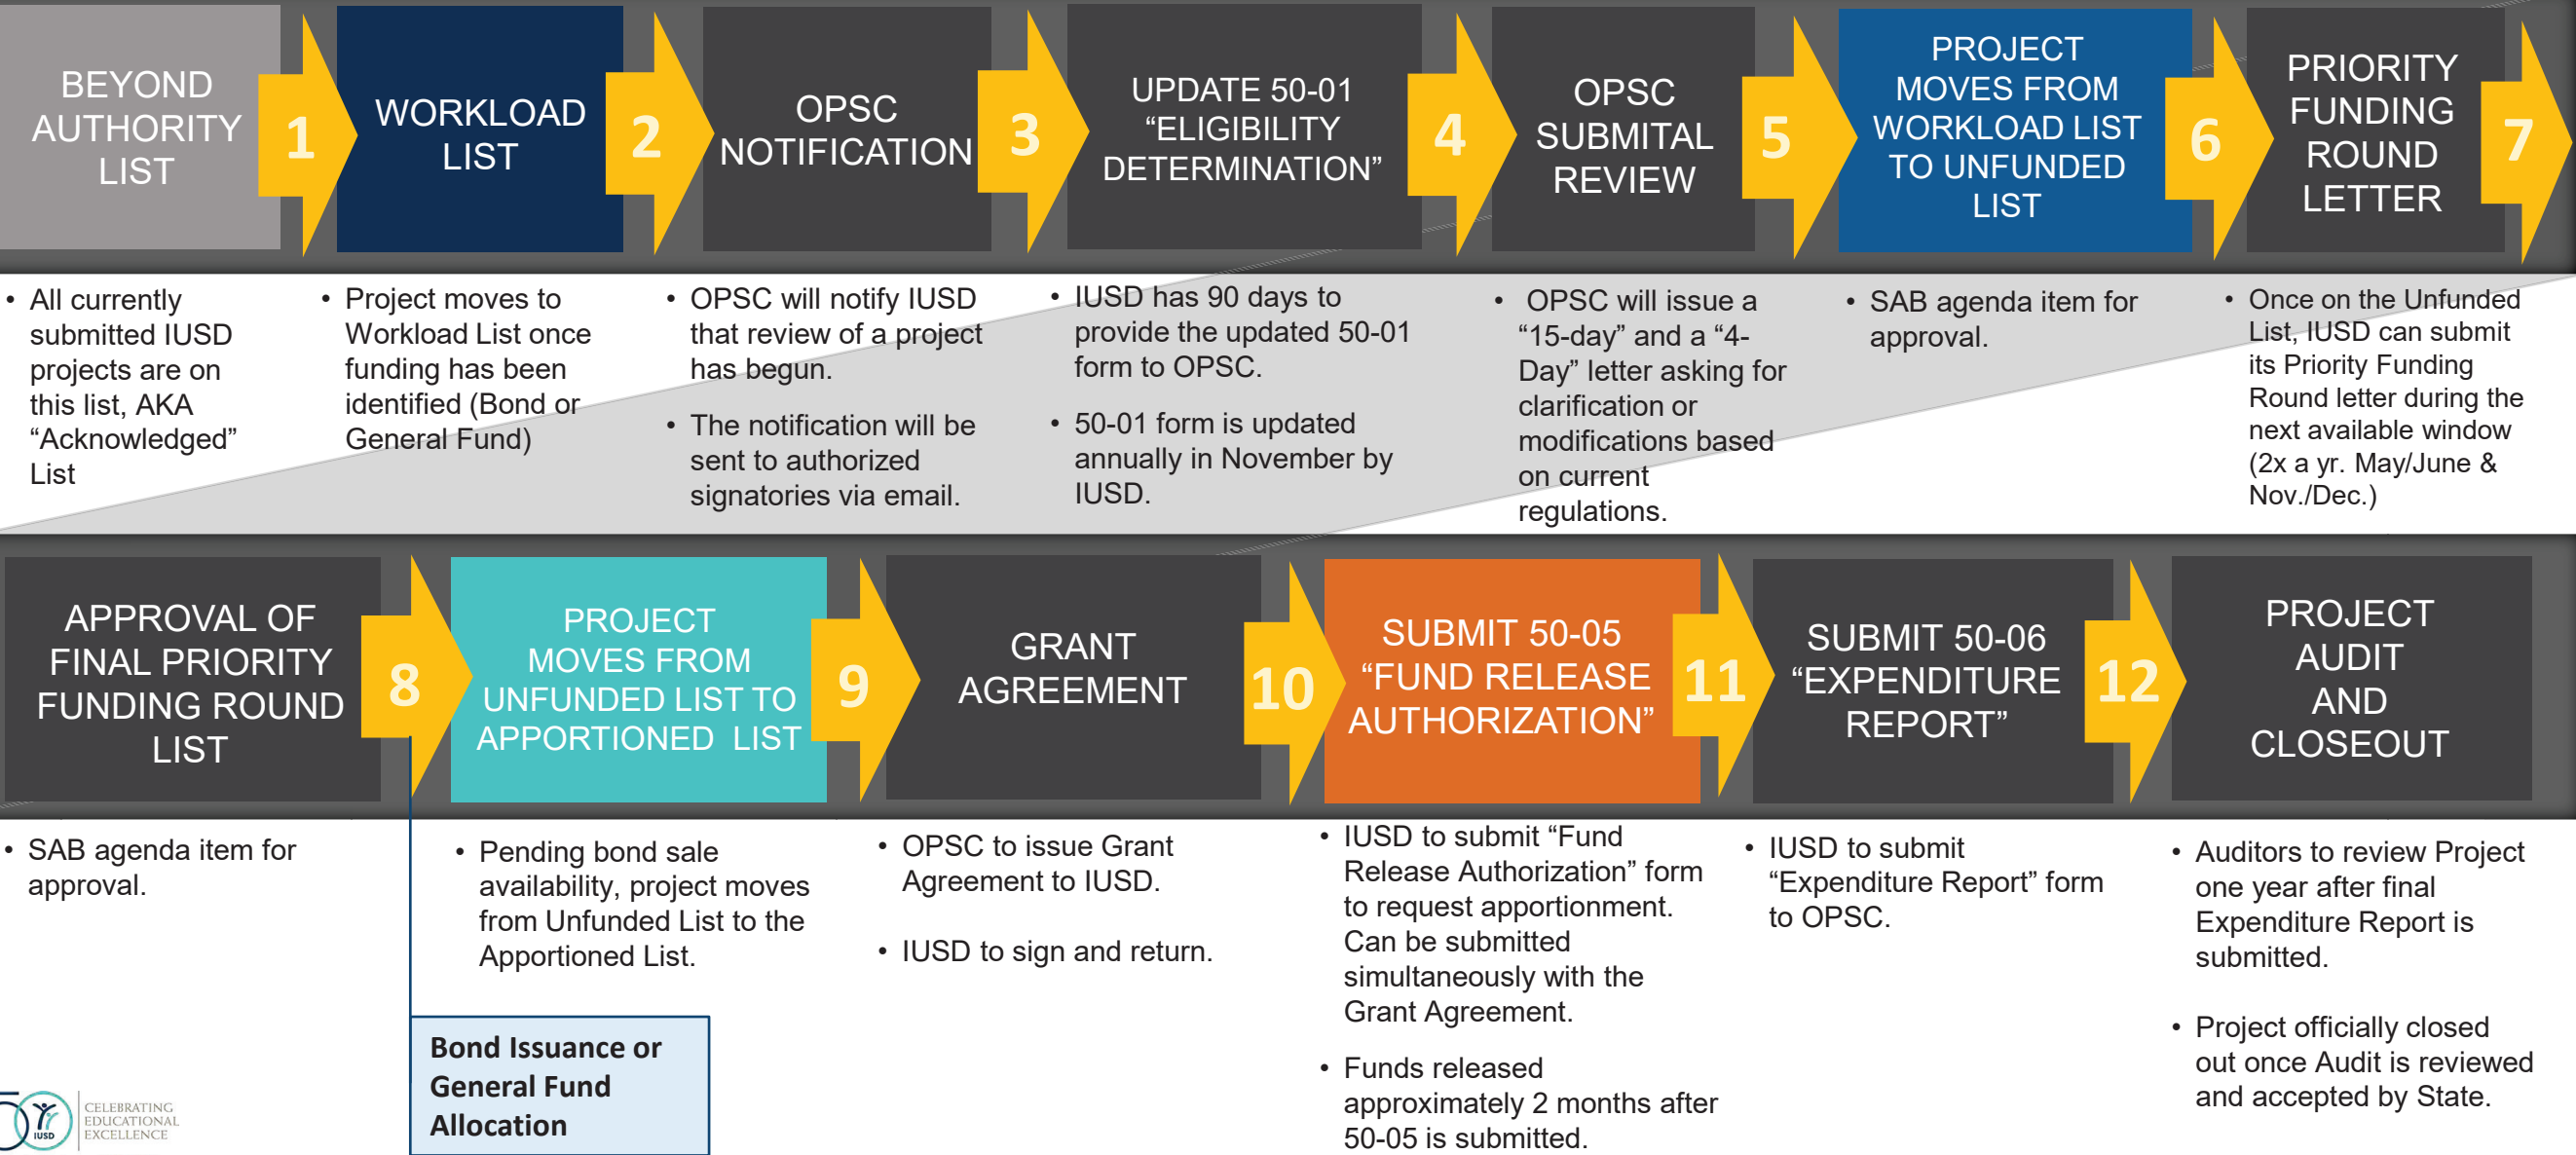 BEYOND
AUTHORITY
LIST
1
WORKLOAD
LIST
2
OPSC
NOTIFICATION
3
UPDATE 50-01
“ELIGIBILITY
DETERMINATION”
4
OPSC
SUBMITAL
REVIEW
5
PROJECT
MOVES FROM
WORKLOAD LIST
TO UNFUNDED
LIST
6
PRIORITY
FUNDING
ROUND
LETTER
7
• All currently
submitted IUSD
projects are on
this list, AKA
“Acknowledged”
List
• Project moves to
Workload List once
funding has been
identified (Bond or
General Fund)
• OPSC will notify IUSD
that review of a project
has begun.
• The notification will be
sent to authorized
signatories via email.
• IUSD has 90 days to
provide the updated 50-01
form to OPSC.
• 50-01 form is updated
annually in November by
IUSD.
• OPSC will issue a
“15-day” and a “4-
Day” letter asking for
clarification or
modifications based
on current
regulations.
• SAB agenda item for
approval.
• Once on the Unfunded
List, IUSD can submit
its Priority Funding
Round letter during the
next available window
(2x a yr. May/June &
Nov./Dec.)
APPROVAL OF
FINAL PRIORITY
FUNDING ROUND
LIST
8
PROJECT
MOVES FROM
UNFUNDED LIST TO
APPORTIONED LIST
9
GRANT
AGREEMENT
10
SUBMIT 50-05
“FUND RELEASE
AUTHORIZATION”
11
SUBMIT 50-06
“EXPENDITURE
REPORT”
12
PROJECT
AUDIT
AND
CLOSEOUT
• SAB agenda item for
approval.
• Pending bond sale
availability, project moves
from Unfunded List to the
Apportioned List.
• OPSC to issue Grant
Agreement to IUSD.
• IUSD to sign and return.
• IUSD to submit “Fund
Release Authorization” form
to request apportionment.
Can be submitted
simultaneously with the
Grant Agreement.
• Funds released
approximately 2 months after
50-05 is submitted.
• IUSD to submit
“Expenditure Report” form
to OPSC.
• Auditors to review Project
one year after final
Expenditure Report is
submitted.
• Project officially closed
out once Audit is reviewed
and accepted by State.
Bond Issuance or
General Fund
Allocation
50
IUSD
CELEBRATING
EDUCATIONAL
EXCELLENCE